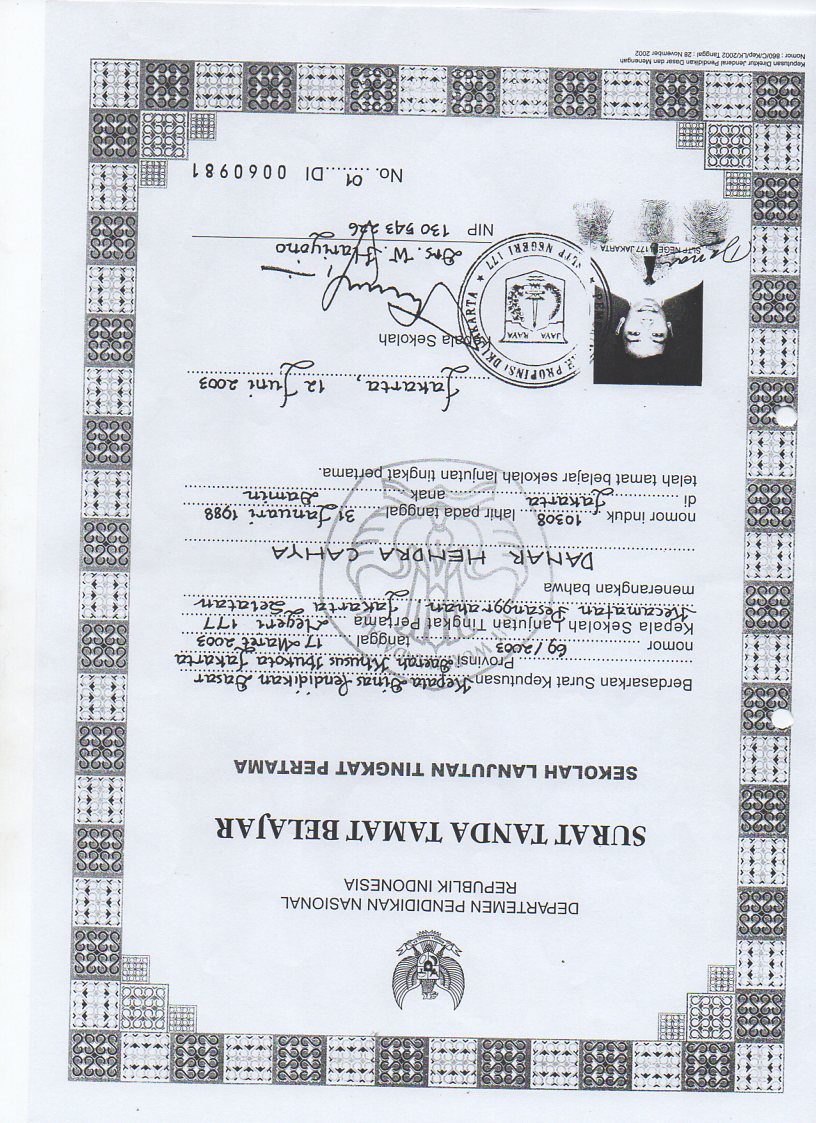 DEPARTEMEN PENDIDIKAN NASIONAL
REPUBLIK INDONESIA
SURAT TANDA TAMAT BELAJAR
SEKOLAH LANJUTAN TINGKAT PERTAMA
Berdasarkan Surat Keputusan Kepala Dinas Pendidikan Dasar
Provinsi Daerah Khusus Ibukota Jakarta
nomor 69/2003 tanggal 17 Maret 2003
Kepala Sekolah Lanjutan Tingkat Pertama Negeri 177
Kecamatan Pesanggrahan, Jakarta Selatan
menerangkan bahwa
DANAR HENDRA CAHYA
nomor induk 10308 lahir pada tanggal 31 Januari 1988
di Jakarta anak Damin
telah tamat belajar sekolah lanjutan tingkat pertama.
Jakarta, 12 Juni 2003
Kepala Sekolah
PROPINSI DKI JAKARTA
JAYA RAYA
SLTP NEGERI 177
Danar
SLTP NEGERI 177 JAKARTA
Drs. W. Hariyono
NIP 130 543 226
No. 01 DI 0060981
Keputusan Direktur Jenderal Pendidikan Dasar dan Menengah
Nomor : 860/C/Kep/LK/2002 Tanggal : 28 November 2002